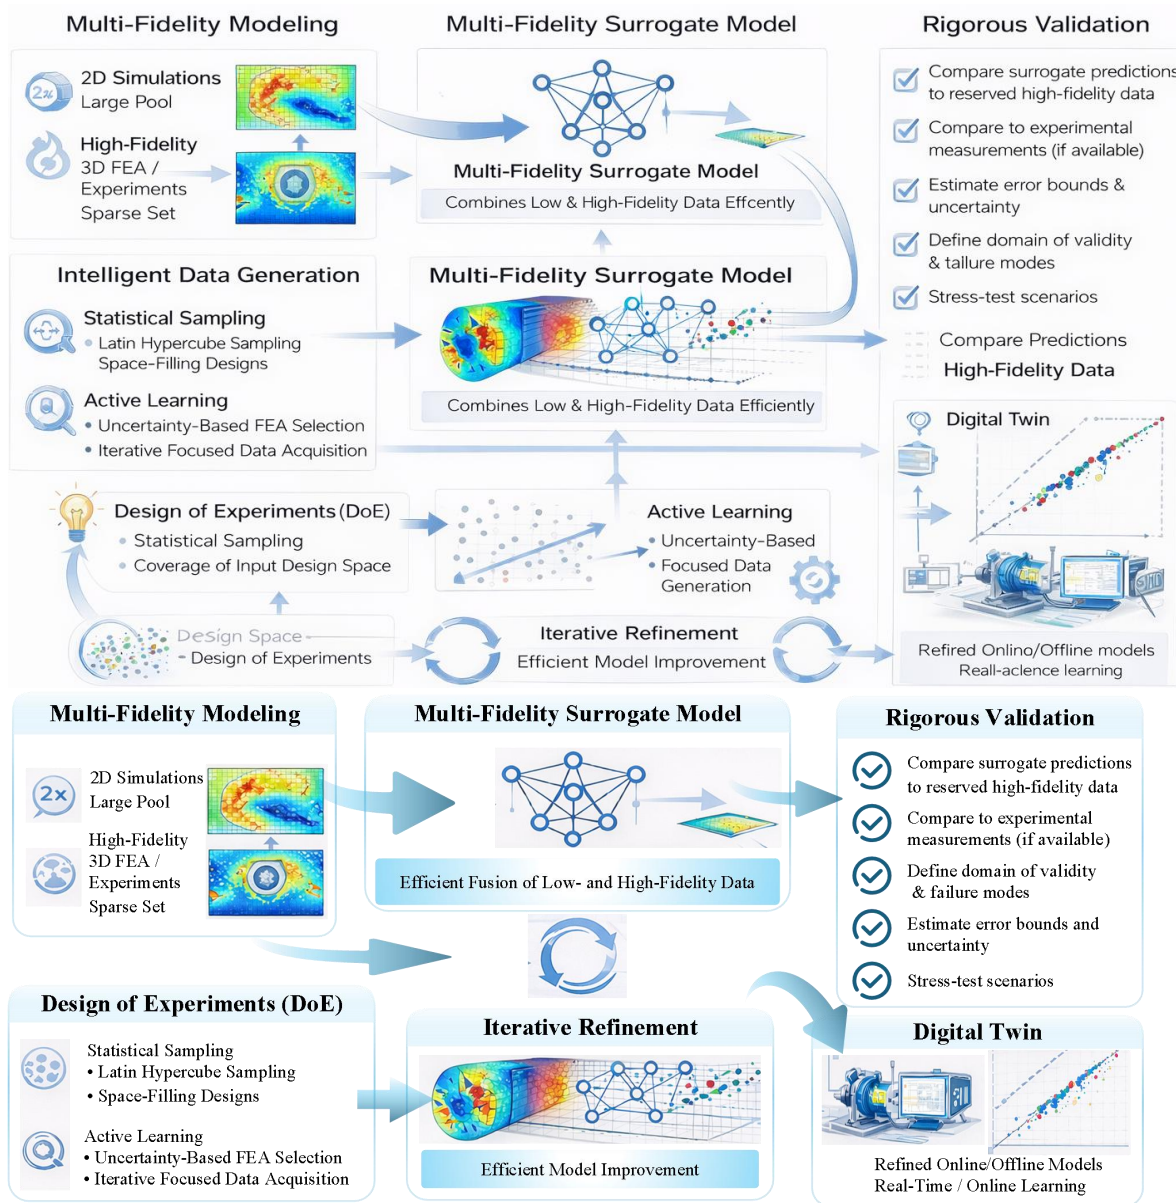 Multi-Fidelity Modeling
2D Simulations
Large Pool
High-Fidelity
3D FEA /
Experiments
Sparse Set
Multi-Fidelity Surrogate Model
Multi-Fidelity Surrogate Model
Combines Low & High-Fidelity Data Effcently
Rigorous Validation
Compare surrogate predictions
to reserved high-fidelity data
Compare to experimental
measurements (if available)
Estimate error bounds &
uncertainty
Define domain of validity
& tallure modes
Stress-test scenarios
Compare Predictions
High-Fidelity Data
Intelligent Data Generation
Statistical Sampling
Latin Hypercube Sampling
Space-Filling Designs
Active Learning
• Uncertainty-Based FEA Selection
• Iterative Focused Data Acquisition
Multi-Fidelity Surrogate Model
Combines Low & High-Fidelity Data Efficiently
Digital Twin
Design of Experiments (DoE)
Statistical Sampling
Coverage of Input Design Space
Active Learning
• Uncertainty-Based
• Focused Data
Generation
Design Space
- Design of Experiments
Iterative Refinement
Efficient Model Improvement
Refired Onlino/Offline models
Reall-aclence learning
Multi-Fidelity Modeling
2x
2D Simulations
Large Pool
High-Fidelity
3D FEA /
Experiments
Sparse Set
Multi-Fidelity Surrogate Model
Efficient Fusion of Low- and High-Fidelity Data
Rigorous Validation
Compare surrogate predictions
to reserved high-fidelity data
Compare to experimental
measurements (if available)
Define domain of validity
& failure modes
Estimate error bounds and
uncertainty
Stress-test scenarios
Design of Experiments (DoE)
Statistical Sampling
• Latin Hypercube Sampling
• Space-Filling Designs
Active Learning
• Uncertainty-Based FEA Selection
• Iterative Focused Data Acquisition
Iterative Refinement
Efficient Model Improvement
Digital Twin
Refined Online/Offline Models
Real-Time / Online Learning